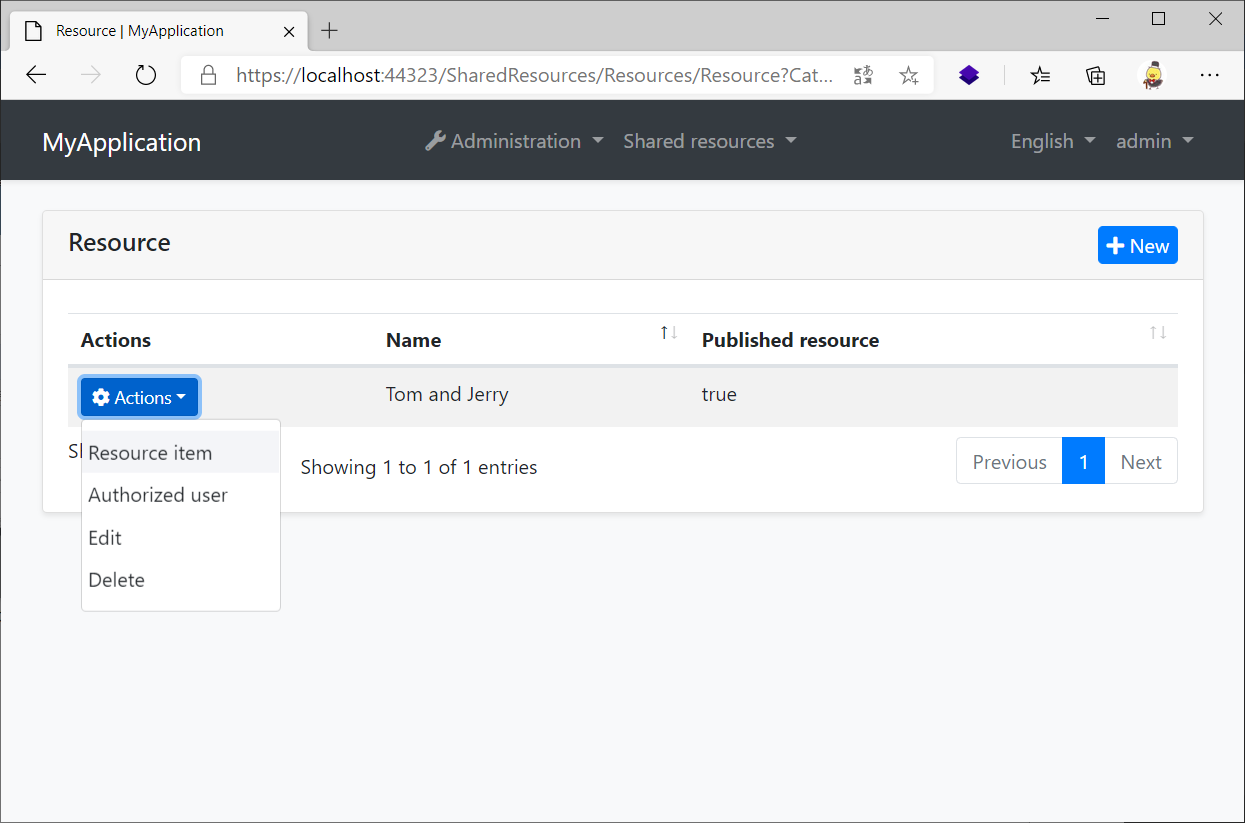 Resource | MyApplication
https://localhost:44323/SharedResources/Resources/Resource?Cat...
MyApplication Administration Shared resources English admin
Resource New
Actions Name Published resource
Actions Tom and Jerry true
Resource item
Authorized user
Edit
Delete
Showing 1 to 1 of 1 entries
Previous 1 Next